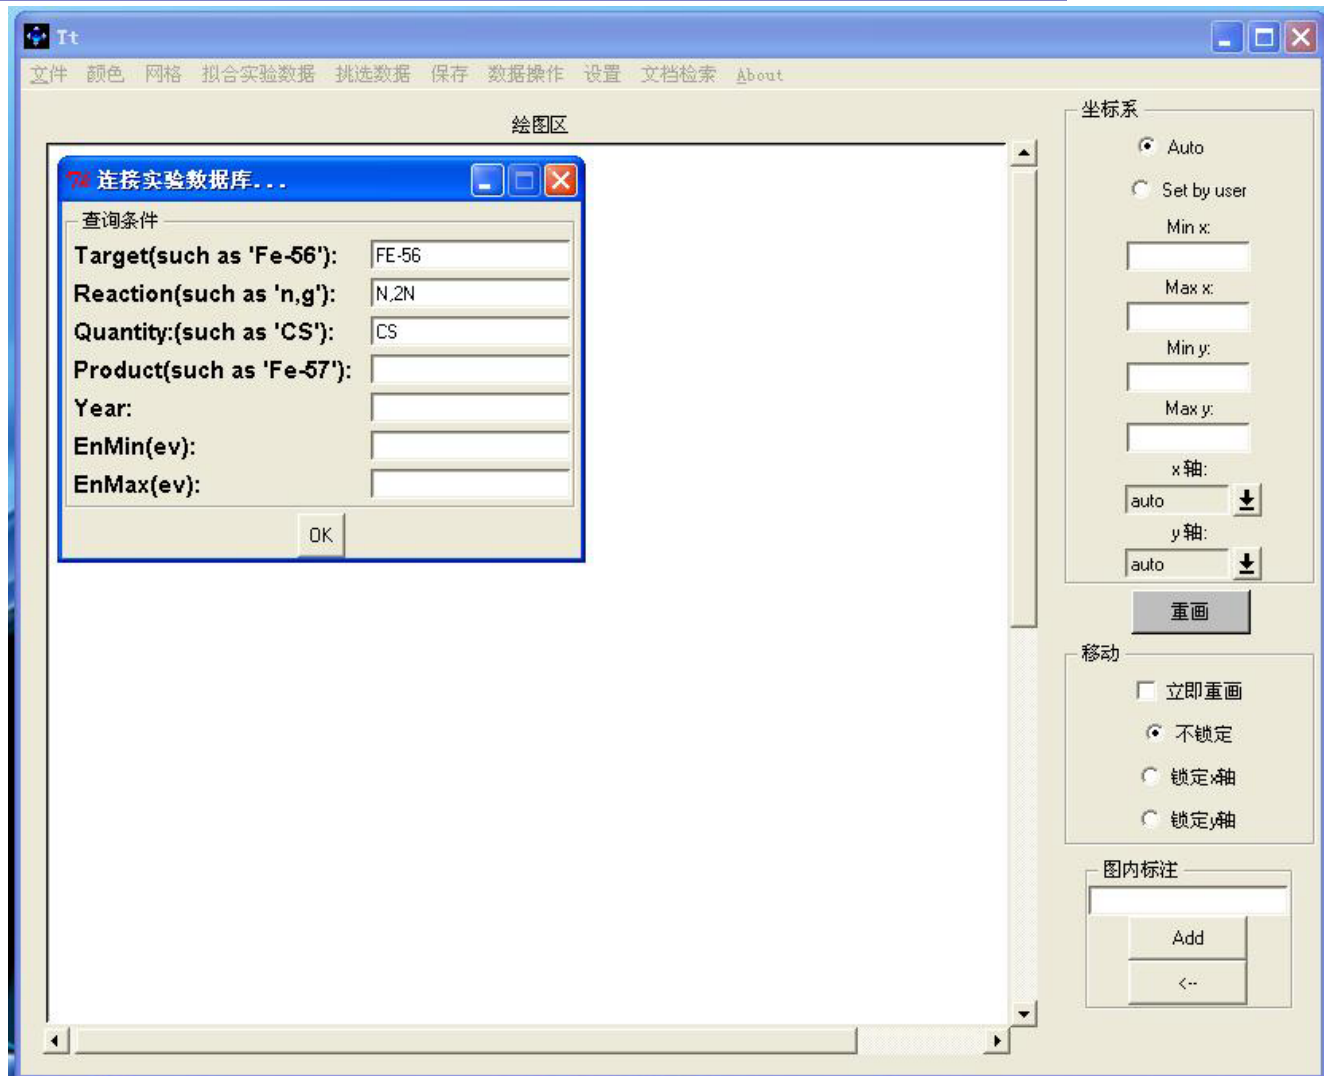 Tt
文件 颜色 网格 拟合实验数据 挑选数据 保存 数据操作 设置 文档检索 About
绘图区
连接实验数据库...
查询条件
Target(such as 'Fe-56'): FE-56
Reaction(such as 'n,g'): N,2N
Quantity:(such as 'CS'): CS
Product(such as 'Fe-57'):
Year:
EnMin(ev):
EnMax(ev):
OK
坐标系
Auto
Set by user
Min x:
Max x:
Min y:
Max y:
x 轴:
auto
y 轴:
auto
重画
移动
立即重画
不锁定
锁定x轴
锁定y轴
图内标注
Add
<--